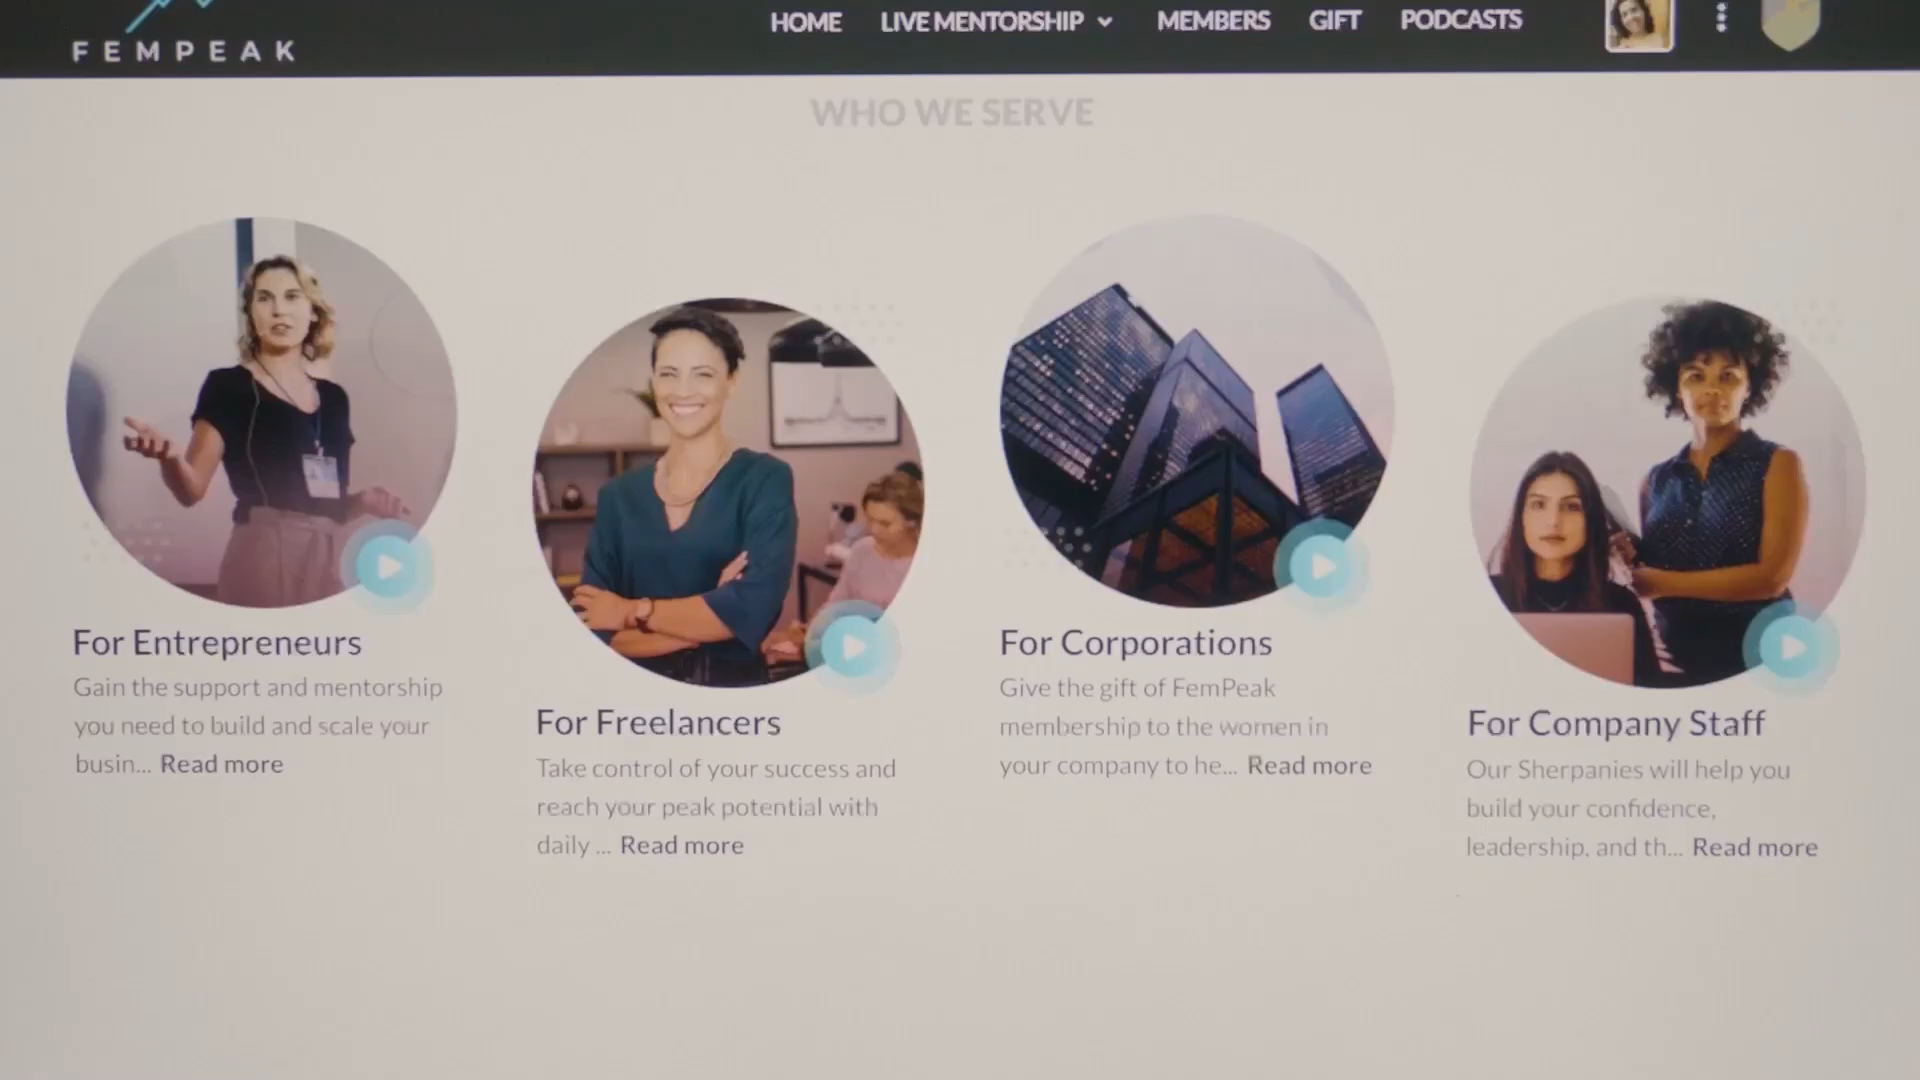 FEMPEAK
HOME LIVE MENTORSHIP MEMBERS GIFT PODCASTS
WHO WE SERVE
For Entrepreneurs
Gain the support and mentorship
you need to build and scale your
busin... Read more
For Freelancers
Take control of your success and
reach your peak potential with
daily ... Read more
For Corporations
Give the gift of FemPeak
membership to the women in
your company to he... Read more
For Company Staff
Our Sherpanies will help you
build your confidence,
leadership, and th... Read more